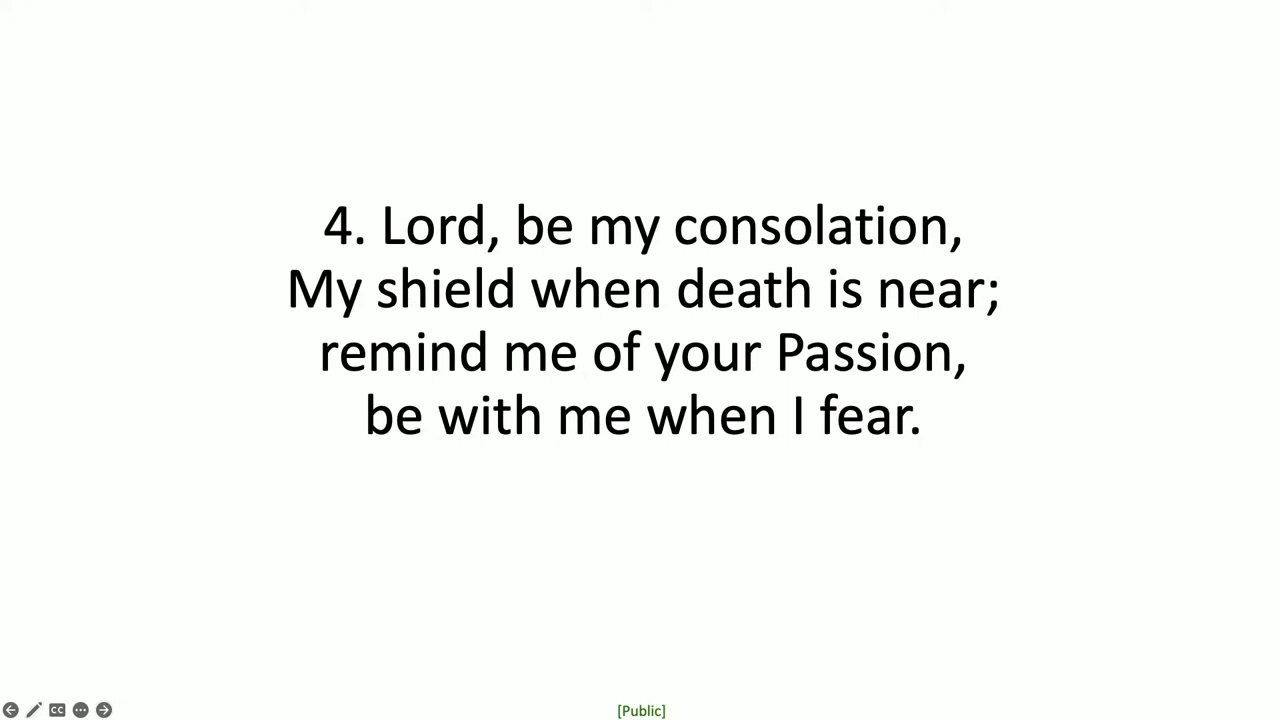 4. Lord, be my consolation,
My shield when death is near;
remind me of your Passion,
be with me when I fear.
CC
[Public]